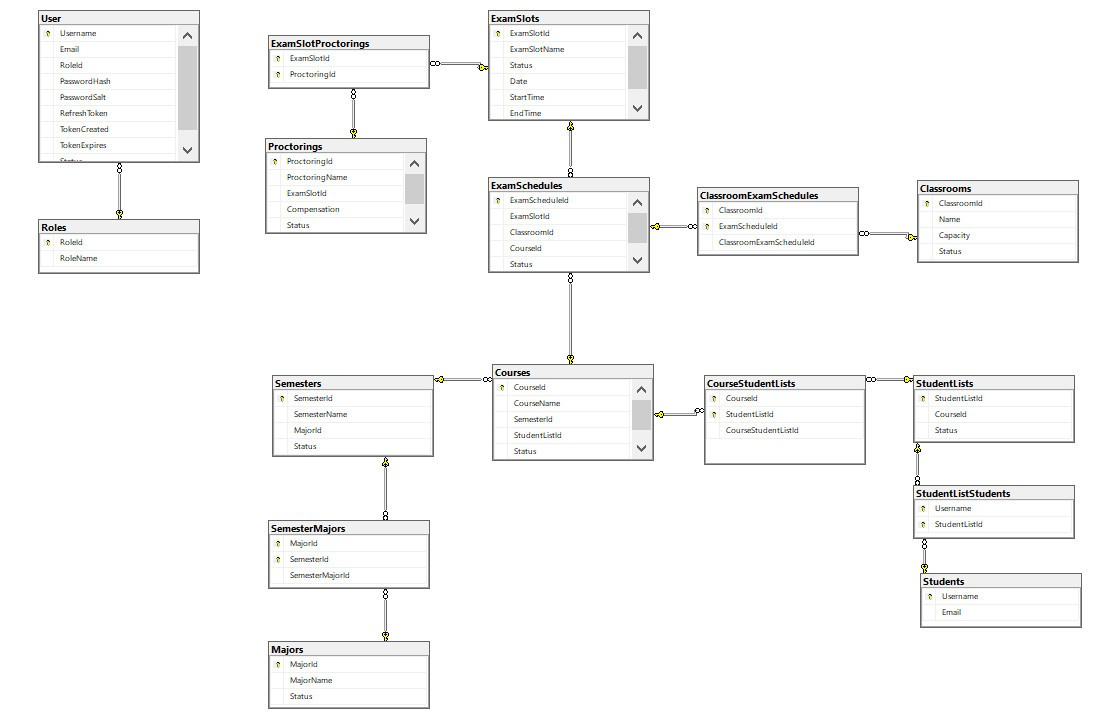 User
Username
Email
RoleId
PasswordHash
PasswordSalt
RefreshToken
TokenCreated
TokenExpires
Status
Roles
RoleId
RoleName
ExamSlotProctorings
ExamSlotId
ProctoringId
Proctorings
ProctoringId
ProctoringName
ExamSlotId
Compensation
Status
ExamSlots
ExamSlotId
ExamSlotName
Status
Date
StartTime
EndTime
ExamSchedules
ExamScheduleId
ExamSlotId
ClassroomId
CourseId
Status
ClassroomExamSchedules
ClassroomId
ExamScheduleId
ClassroomExamScheduleId
Classrooms
ClassroomId
Name
Capacity
Status
Semesters
SemesterId
SemesterName
MajorId
Status
Courses
CourseId
CourseName
SemesterId
StudentListId
Status
CourseStudentLists
CourseId
StudentListId
CourseStudentListId
StudentLists
StudentListId
CourseId
Status
StudentListStudents
Username
StudentListId
Students
Username
Email
SemesterMajors
MajorId
SemesterId
SemesterMajorId
Majors
MajorId
MajorName
Status